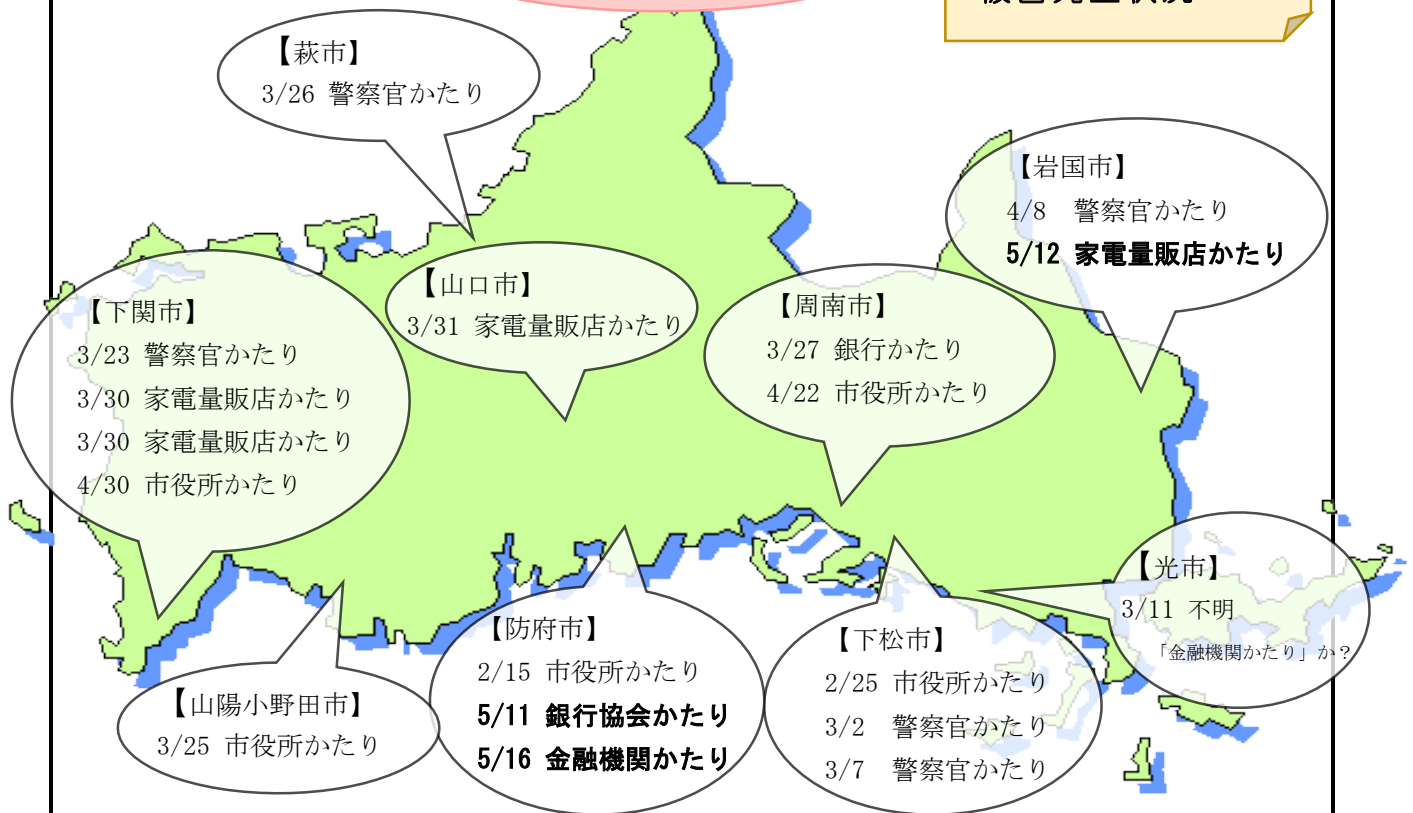 【萩市】
3/26 警察官かたり
【岩国市】
4/8 警察官かたり
5/12 家電量販店かたり
【山口市】
3/31 家電量販店かたり
【周南市】
3/27 銀行かたり
4/22 市役所かたり
【下関市】
3/23 警察官かたり
3/30 家電量販店かたり
3/30 家電量販店かたり
4/30 市役所かたり
【光市】
3/11 不明
「金融機関かたり」か？
【防府市】
2/15 市役所かたり
5/11 銀行協会かたり
5/16 金融機関かたり
【下松市】
2/25 市役所かたり
3/2 警察官かたり
3/7 警察官かたり
【山陽小野田市】
3/25 市役所かたり